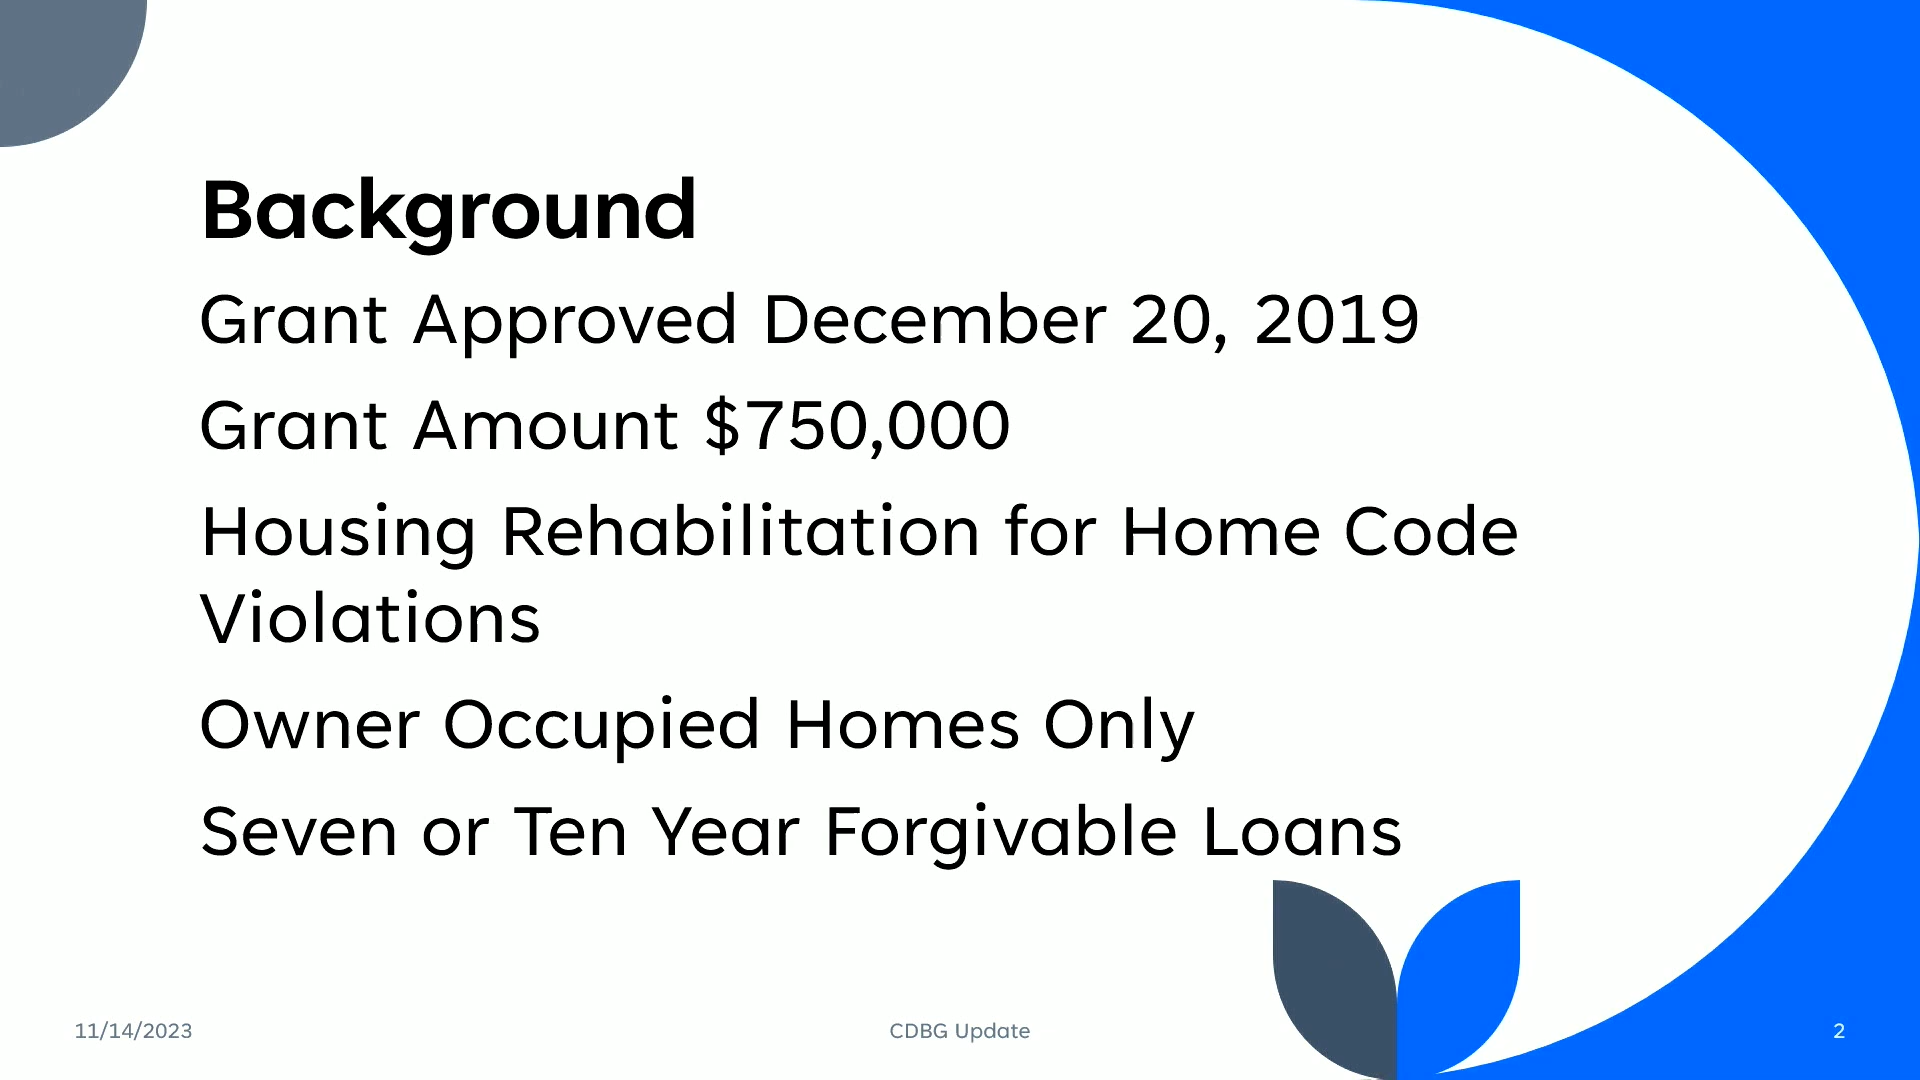 Background
Grant Approved December 20, 2019
Grant Amount $750,000
Housing Rehabilitation for Home Code
Violations
Owner Occupied Homes Only
Seven or Ten Year Forgivable Loans
11/14/2023
CDBG Update
2